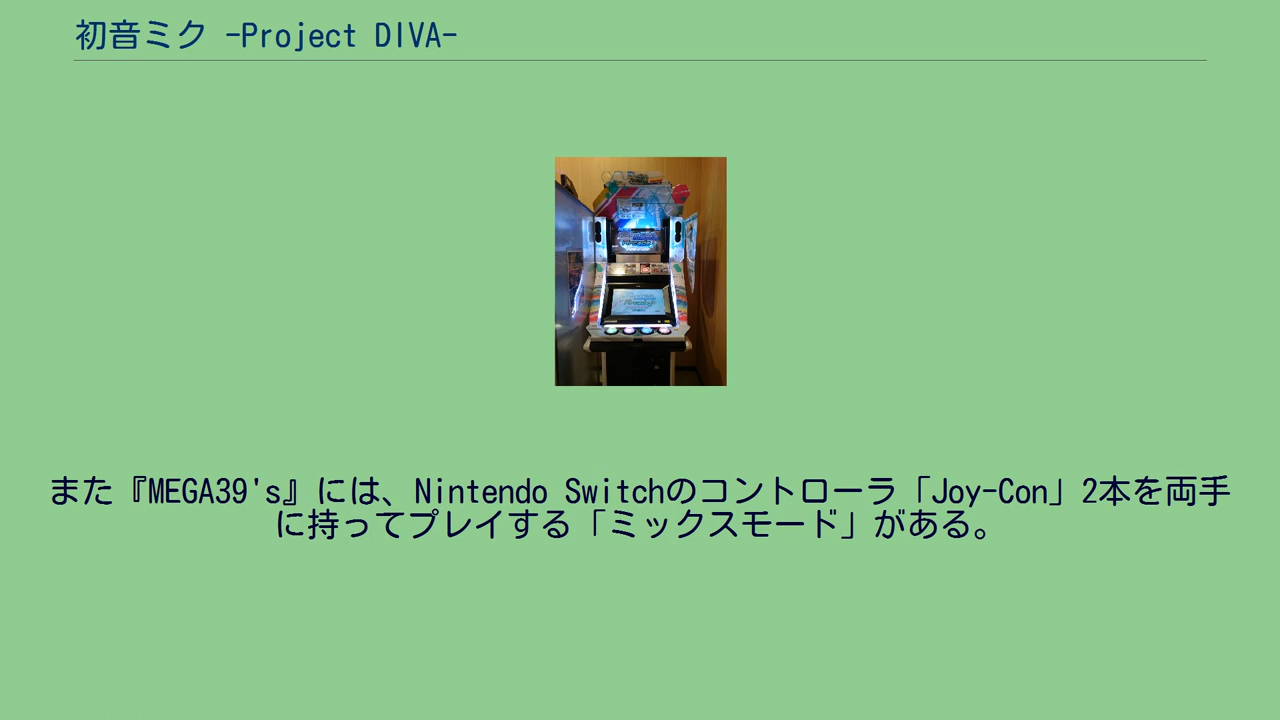 初音ミク -Project DIVA-
また『MEGA39's』には、Nintendo Switchのコントローラ「Joy-Con」2本を両手
に持ってプレイする「ミックスモード」がある。